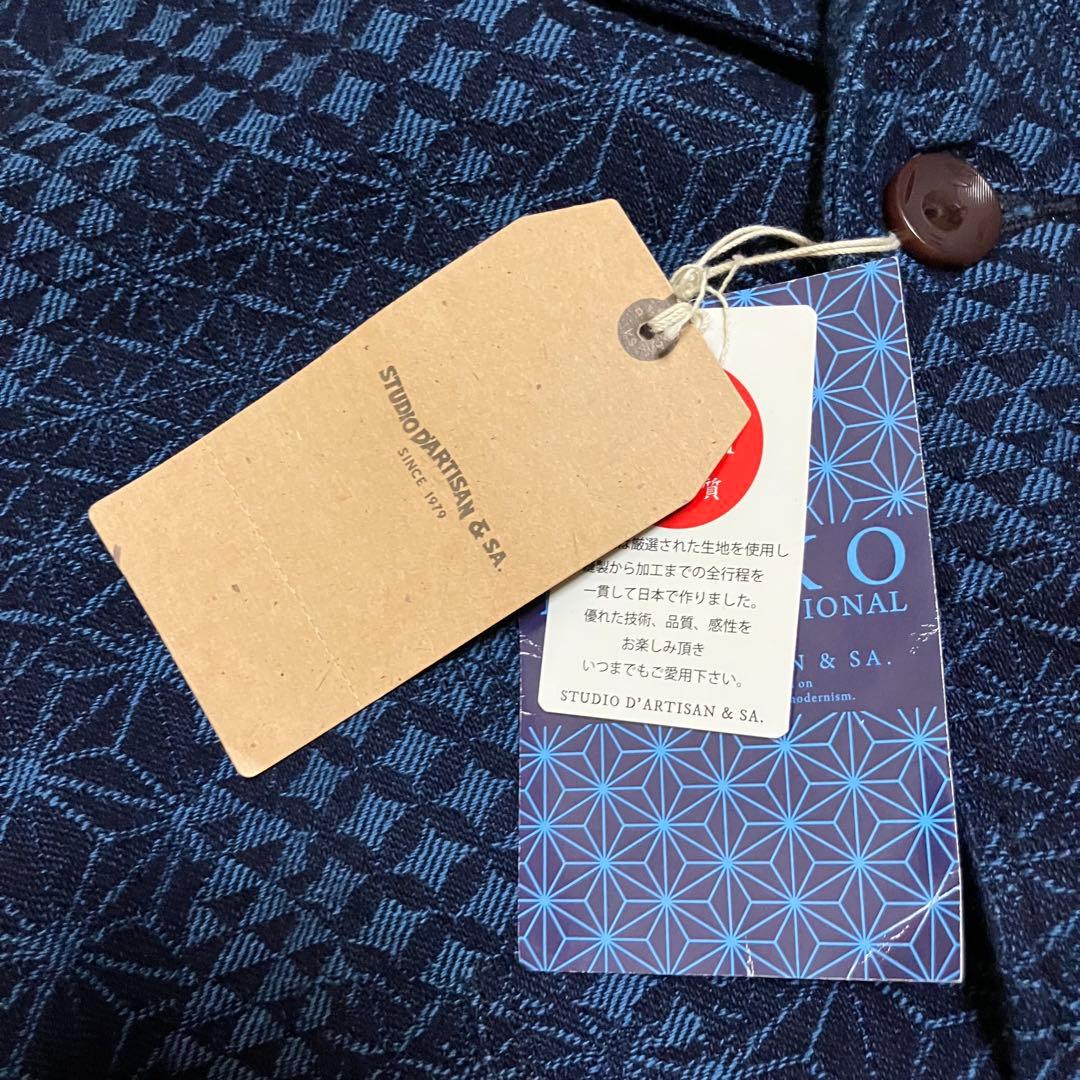 STUDIO D'ARTISAN & SA.
SINCE 1979
質
は厳選された生地を使用し
製から加工までの全行程を
一貫して日本で作りました。
優れた技術、品質、感性を
お楽しみ頂き
いつまでもご愛用下さい。
STUDIO D'ARTISAN & SA.
KO
IONAL
N & SA.
on
modernism.